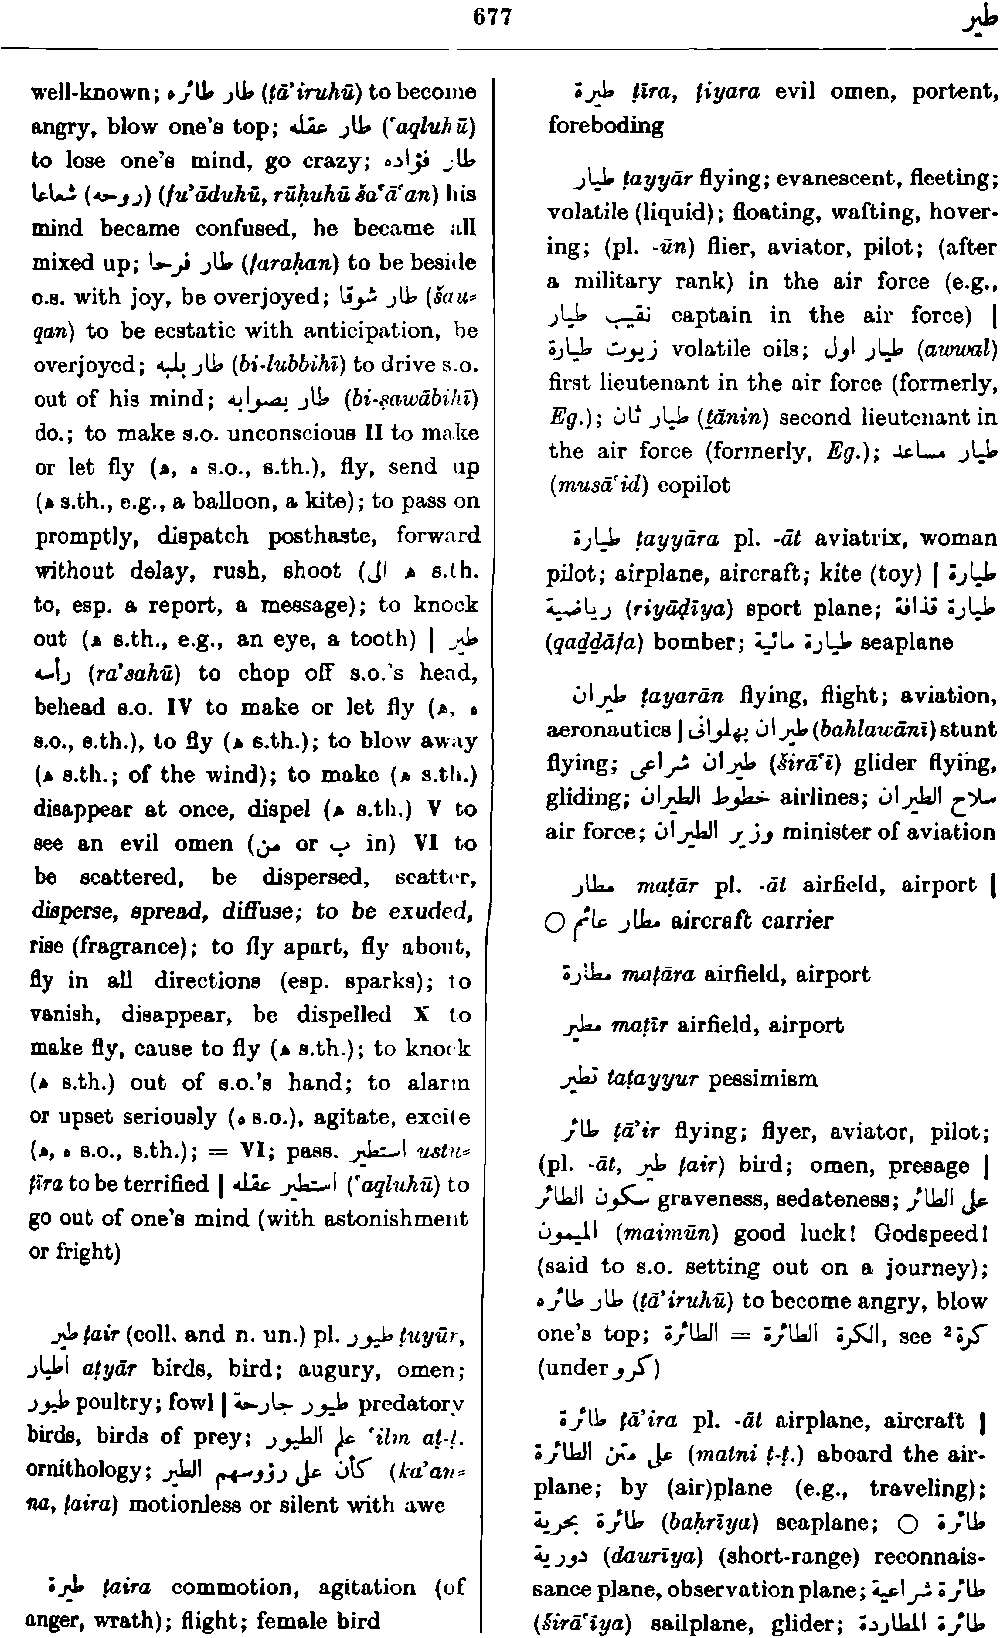 677
طير
well-known; طار طائره (ṭā'iruhū) to become
angry, blow one's top; طار عقله (ʿaqluhū)
to lose one's mind, go crazy; طار فؤاده
(روحه) شعاعا (fu'āduhū, rūḥuhū šaʿāʿan) his
mind became confused, he became all
mixed up; طار فرحا (faraḥan) to be beside
o.s. with joy, be overjoyed; طار شوقا (šau-
qan) to be ecstatic with anticipation, be
overjoyed; طار بلبه (bi-lubbihī) to drive s.o.
out of his mind; طار بصوابه (bi-ṣawābihī)
do.; to make s.o. unconscious II to make
or let fly (ه, ه s.o., s.th.), fly, send up
(ه s.th., e.g., a balloon, a kite); to pass on
promptly, dispatch posthaste, forward
without delay, rush, shoot (ه الى s.th.
to, esp. a report, a message); to knock
out (ه s.th., e.g., an eye, a tooth) | طير
رأسه (ra'sahū) to chop off s.o.'s head,
behead s.o. IV to make or let fly (ه, ه
s.o., s.th.), to fly (ه s.th.); to blow away
(ه s.th.; of the wind); to make (ه s.th.)
disappear at once, dispel (ه s.th.) V to
see an evil omen (من or ب in) VI to
be scattered, be dispersed, scatter,
disperse, spread, diffuse; to be exuded,
rise (fragrance); to fly apart, fly about,
fly in all directions (esp. sparks); to
vanish, disappear, be dispelled X to
make fly, cause to fly (ه s.th.); to knock
(ه s.th.) out of s.o.'s hand; to alarm
or upset seriously (ه s.o.), agitate, excite
(ه, ه s.o., s.th.); = VI; pass. استطير ustu-
ṭīra to be terrified | استطير عقله (ʿaqluhū) to
go out of one's mind (with astonishment
or fright)
طير ṭair (coll. and n. un.) pl. طيور ṭuyūr,
اطيار aṭyār birds, bird; augury, omen;
طيور poultry; fowl | طيور جارحة predatory
birds, birds of prey; علم الطيور ʿilm aṭ-ṭ.
ornithology; كأن على رؤوسهم الطير (ka'an-
na, ṭaira) motionless or silent with awe
طيرة ṭaira commotion, agitation (of
anger, wrath); flight; female bird
طيرة ṭīra, ṭiyara evil omen, portent,
foreboding
طيار ṭayyār flying; evanescent, fleeting;
volatile (liquid); floating, wafting, hover-
ing; (pl. -ūn) flier, aviator, pilot; (after
a military rank) in the air force (e.g.,
نقيب طيار captain in the air force) |
زيوت طيارة volatile oils; طيار اول (awwal)
first lieutenant in the air force (formerly,
Eg.); طيار ثان (ṯānin) second lieutenant in
the air force (formerly, Eg.); طيار مساعد
(musāʿid) copilot
طيارة ṭayyāra pl. -āt aviatrix, woman
pilot; airplane, aircraft; kite (toy) | طيارة
رياضية (riyāḍīya) sport plane; طيارة قذافة
(qaḏḏāfa) bomber; طيارة مائية seaplane
طيران ṭayarān flying, flight; aviation,
aeronautics | طيران بهلوانى (bahlawānī) stunt
flying; طيران شراعى (širāʿī) glider flying,
gliding; خطوط الطيران airlines; سلاح الطيران
air force; وزير الطيران minister of aviation
مطار maṭār pl. -āt airfield, airport |
○ مطار عائم aircraft carrier
مطارة maṭāra airfield, airport
مطير maṭīr airfield, airport
تطير taṭayyur pessimism
طائر ṭā'ir flying; flyer, aviator, pilot;
(pl. -āt, طير ṭair) bird; omen, presage |
سكون الطائر graveness, sedateness; على الطائر
الميمون (maimūn) good luck! Godspeed!
(said to s.o. setting out on a journey);
طار طائره (ṭā'iruhū) to become angry, blow
one's top; الكرة الطائرة = الطائرة, see كرة²
(under كرو)
طائرة ṭā'ira pl. -āt airplane, aircraft |
على متن الطائرة (matni ṭ-ṭ.) aboard the air-
plane; by (air)plane (e.g., traveling);
طائرة بحرية (baḥrīya) seaplane; ○ طائرة
دورية (daurīya) (short-range) reconnais-
sance plane, observation plane; طائرة شراعية
(širāʿīya) sailplane, glider; طائرة المطاردة